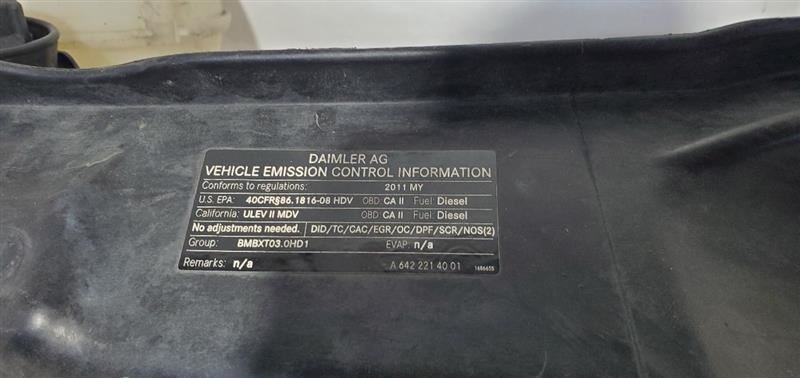 DAIMLER AG
VEHICLE EMISSION CONTROL INFORMATION
Conforms to regulations: 2011 MY
U.S. EPA: 40CFR§86.1816-08 HDV OBD: CA II Fuel: Diesel
California: ULEV II MDV OBD: CA II Fuel: Diesel
No adjustments needed. DID/TC/CAC/EGR/OC/DPF/SCR/NOS(2)
Group: BMBXT03.0HD1 EVAP: n/a
Remarks: n/a A 642 221 40 01 1686655